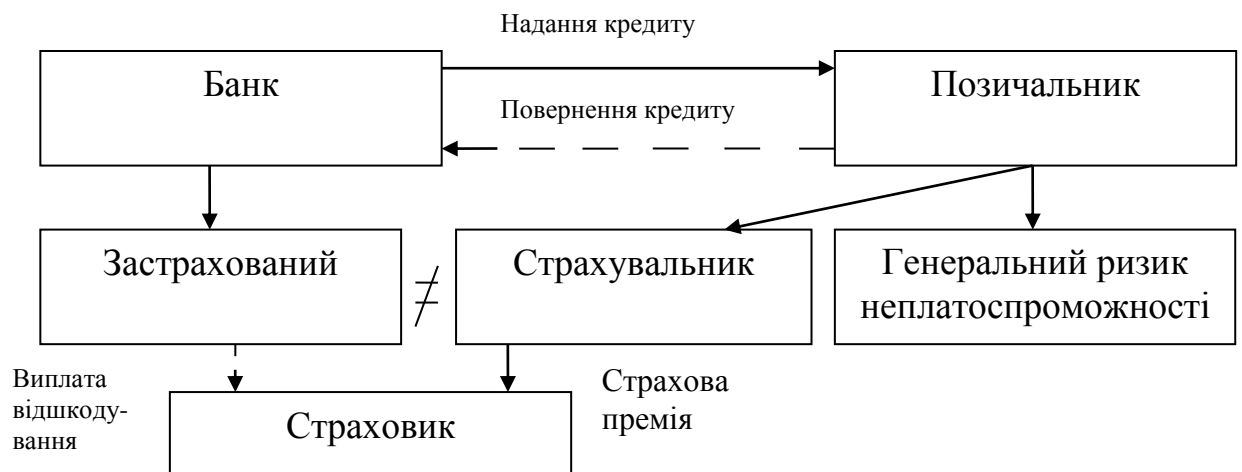 Надання кредиту
Банк
Позичальник
Повернення кредиту
Застрахований
≠
Страхувальник
Генеральний ризик
неплатоспроможності
Виплата
відшкоду-
вання
Страхова
премія
Страховик